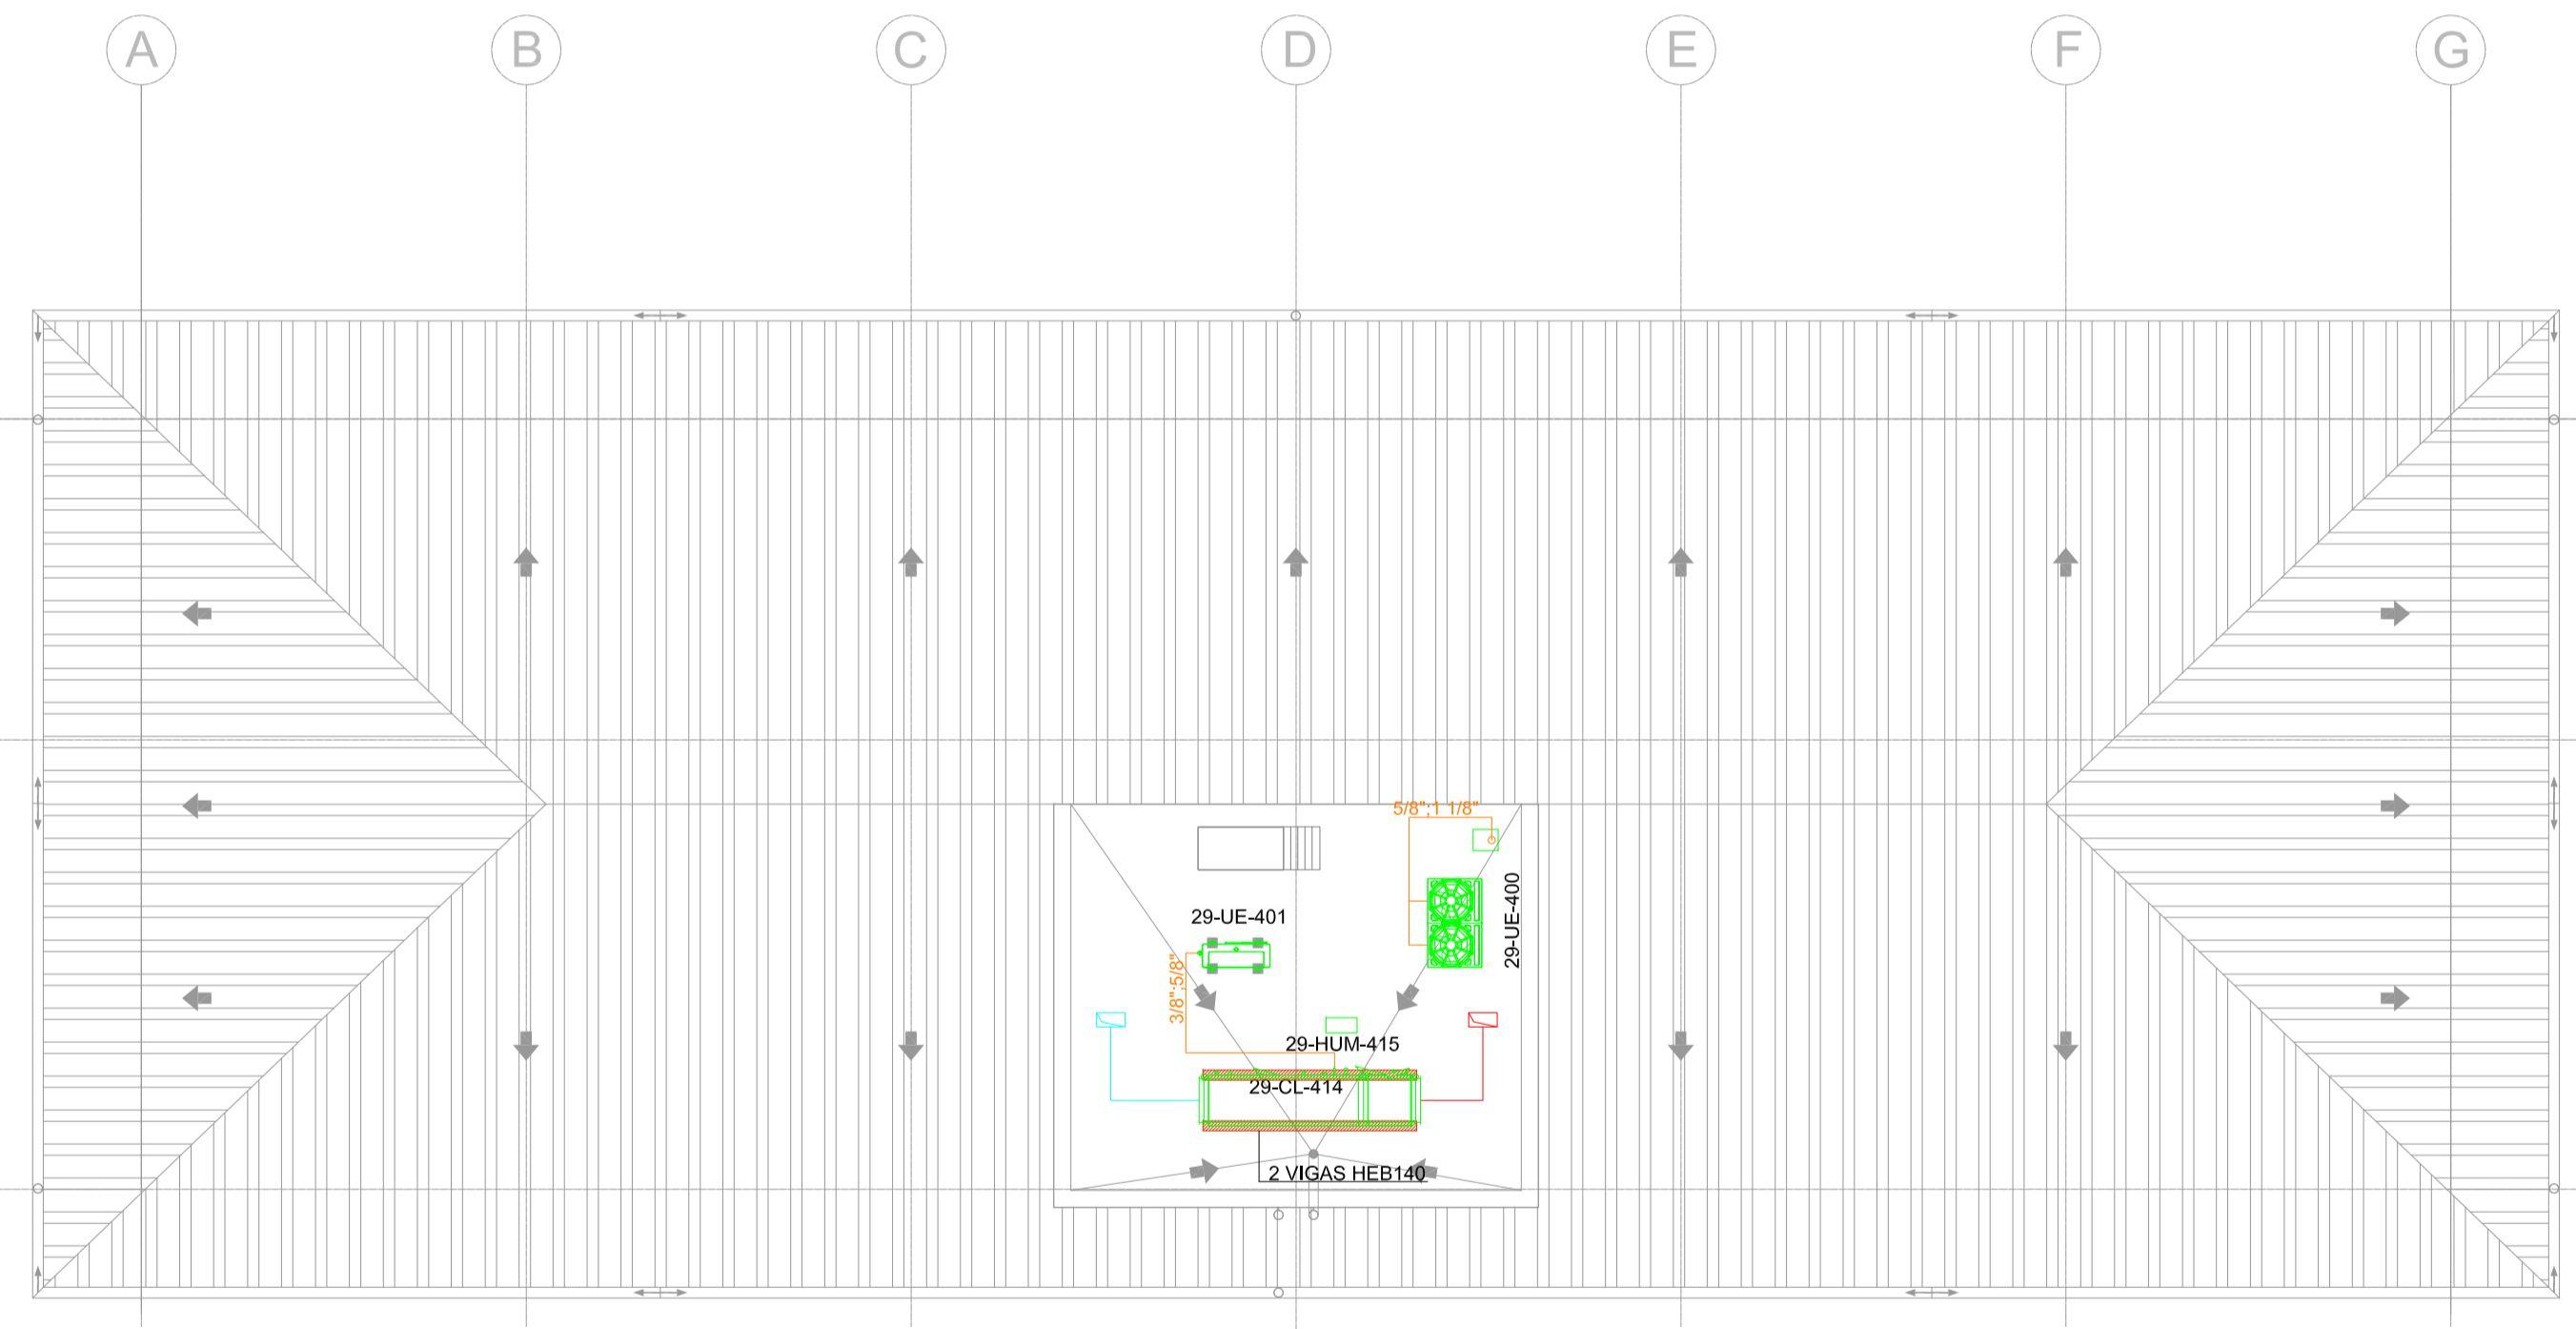 A
B
C
D
E
F
G
5/8";1 1/8"
29-UE-400
29-UE-401
3/8";5/8"
29-HUM-415
29-CL-414
2 VIGAS HEB140